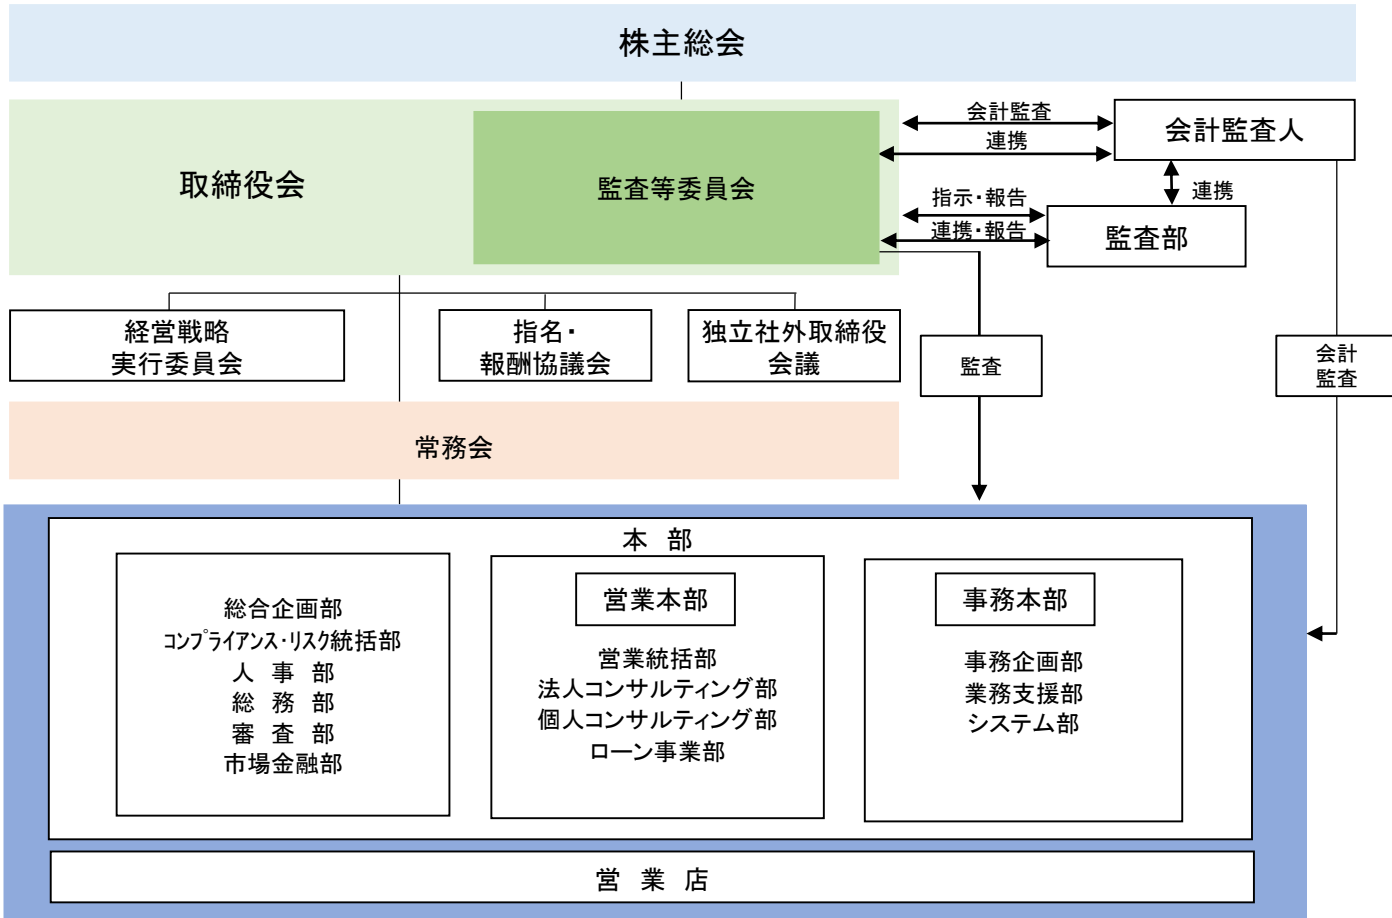 株主総会
取締役会
監査等委員会
会計監査
連携
会計監査人
連携
指示・報告
連携・報告
監査部
経営戦略
実行委員会
指名・
報酬協議会
独立社外取締役
会議
監査
会計
監査
常務会
本 部
総合企画部
コンプライアンス・リスク統括部
人 事 部
総 務 部
審 査 部
市場金融部
営業本部
営業統括部
法人コンサルティング部
個人コンサルティング部
ローン事業部
事務本部
事務企画部
業務支援部
システム部
営 業 店